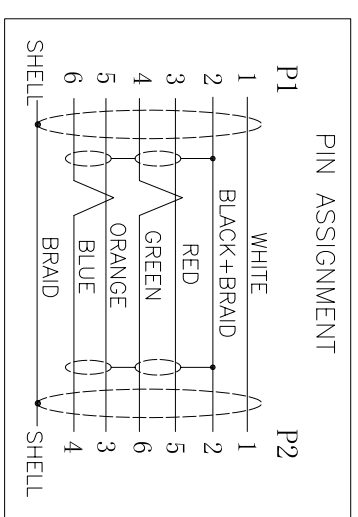 PIN ASSIGNMENT
P1 P2
1 WHITE 1
2 BLACK+BRAID 2
3 RED 5
4 GREEN 6
5 ORANGE 3
6 BLUE 4
SHELL BRAID SHELL